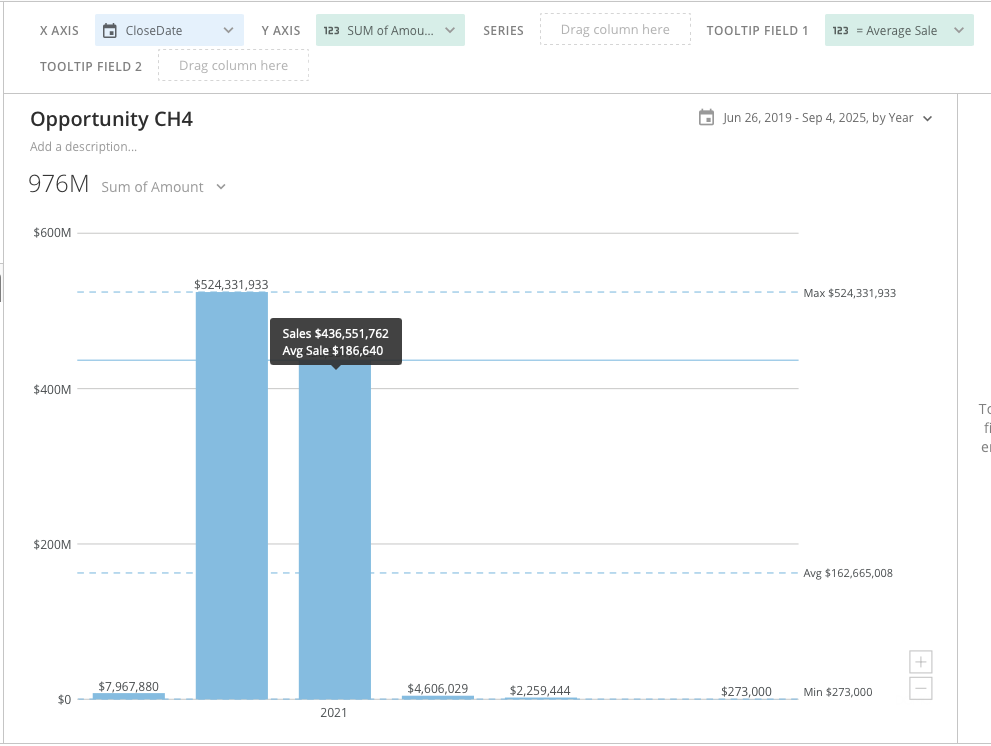 X AXIS CloseDate Y AXIS 123 SUM of Amou... SERIES Drag column here TOOLTIP FIELD 1 123 = Average Sale
TOOLTIP FIELD 2 Drag column here
Opportunity CH4
Jun 26, 2019 - Sep 4, 2025, by Year
Add a description...
976M Sum of Amount
$600M
$524,331,933
Max $524,331,933
Sales $436,551,762
Avg Sale $186,640
$400M
$200M
Avg $162,665,008
$7,967,880
$4,606,029
$2,259,444
$273,000
Min $273,000
$0
2021